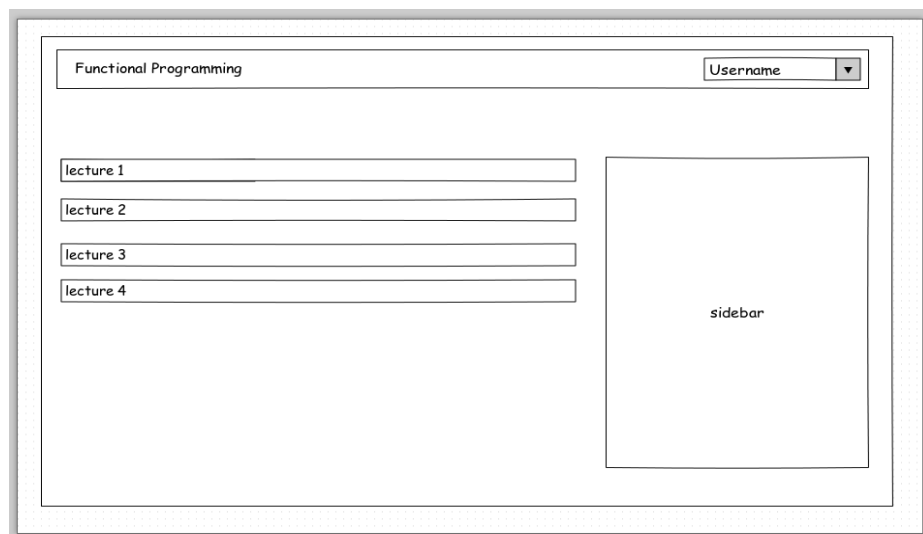 Functional Programming
Username
lecture 1
lecture 2
lecture 3
lecture 4
sidebar